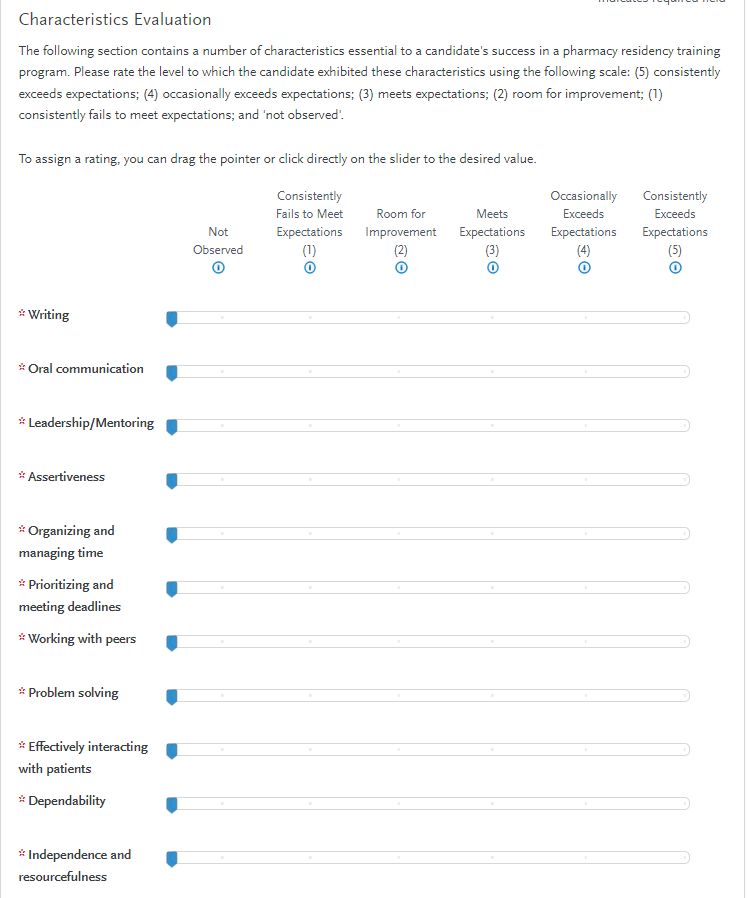 Characteristics Evaluation
The following section contains a number of characteristics essential to a candidate's success in a pharmacy residency training
program. Please rate the level to which the candidate exhibited these characteristics using the following scale: (5) consistently
exceeds expectations; (4) occasionally exceeds expectations; (3) meets expectations; (2) room for improvement; (1)
consistently fails to meet expectations; and 'not observed'.
To assign a rating, you can drag the pointer or click directly on the slider to the desired value.
Not
Observed
Consistently
Fails to Meet
Expectations
(1)
Room for
Improvement
(2)
Meets
Expectations
(3)
Occasionally
Exceeds
Expectations
(4)
Consistently
Exceeds
Expectations
(5)
* Writing
* Oral communication
* Leadership/Mentoring
* Assertiveness
* Organizing and
managing time
* Prioritizing and
meeting deadlines
* Working with peers
* Problem solving
* Effectively interacting
with patients
* Dependability
* Independence and
resourcefulness